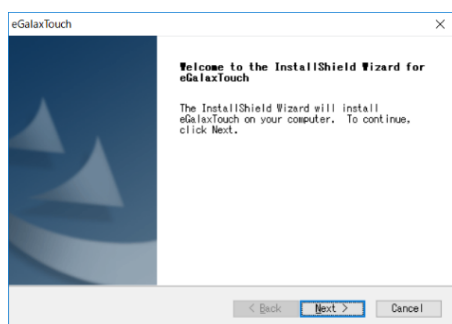 eGalaxTouch
Welcome to the InstallShield Wizard for
eGalaxTouch
The InstallShield Wizard will install
eGalaxTouch on your computer. To continue,
click Next.
< Back
Next >
Cancel